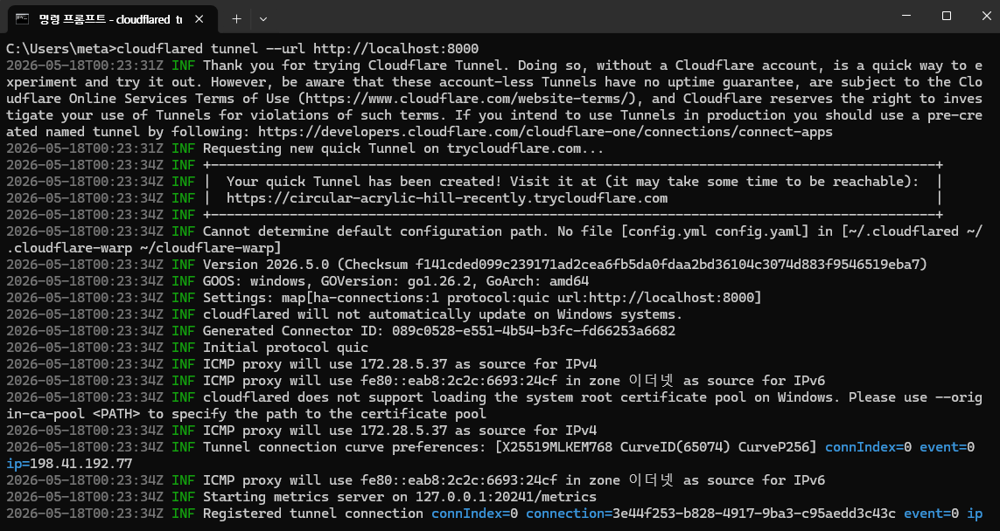 명령 프롬프트 - cloudflared tu
C:\Users\meta>cloudflared tunnel --url http://localhost:8000
2026-05-18T00:23:31Z INF Thank you for trying Cloudflare Tunnel. Doing so, without a Cloudflare account, is a quick way to e
xperiment and try it out. However, be aware that these account-less Tunnels have no uptime guarantee, are subject to the Clo
udflare Online Services Terms of Use (https://www.cloudflare.com/website-terms/), and Cloudflare reserves the right to inves
tigate your use of Tunnels for violations of such terms. If you intend to use Tunnels in production you should use a pre-cre
ated named tunnel by following: https://developers.cloudflare.com/cloudflare-one/connections/connect-apps
2026-05-18T00:23:31Z INF Requesting new quick Tunnel on trycloudflare.com...
2026-05-18T00:23:34Z INF +--------------------------------------------------------------------------------------------+
2026-05-18T00:23:34Z INF |  Your quick Tunnel has been created! Visit it at (it may take some time to be reachable):  |
2026-05-18T00:23:34Z INF |  https://circular-acrylic-hill-recently.trycloudflare.com                                  |
2026-05-18T00:23:34Z INF +--------------------------------------------------------------------------------------------+
2026-05-18T00:23:34Z INF Cannot determine default configuration path. No file [config.yml config.yaml] in [~/.cloudflared ~/
.cloudflare-warp ~/cloudflare-warp]
2026-05-18T00:23:34Z INF Version 2026.5.0 (Checksum f141cded099c239171ad2cea6fb5da0fdaa2bd36104c3074d883f9546519eba7)
2026-05-18T00:23:34Z INF GOOS: windows, GOVersion: go1.26.2, GoArch: amd64
2026-05-18T00:23:34Z INF Settings: map[ha-connections:1 protocol:quic url:http://localhost:8000]
2026-05-18T00:23:34Z INF cloudflared will not automatically update on Windows systems.
2026-05-18T00:23:34Z INF Generated Connector ID: 089c0528-e551-4b54-b3fc-fd66253a6682
2026-05-18T00:23:34Z INF Initial protocol quic
2026-05-18T00:23:34Z INF ICMP proxy will use 172.28.5.37 as source for IPv4
2026-05-18T00:23:34Z INF ICMP proxy will use fe80::eab8:2c2c:6693:24cf in zone 이더넷 as source for IPv6
2026-05-18T00:23:34Z INF cloudflared does not support loading the system root certificate pool on Windows. Please use --orig
in-ca-pool <PATH> to specify the path to the certificate pool
2026-05-18T00:23:34Z INF ICMP proxy will use 172.28.5.37 as source for IPv4
2026-05-18T00:23:34Z INF Tunnel connection curve preferences: [X25519MLKEM768 CurveID(65074) CurveP256] connIndex=0 event=0
ip=198.41.192.77
2026-05-18T00:23:34Z INF ICMP proxy will use fe80::eab8:2c2c:6693:24cf in zone 이더넷 as source for IPv6
2026-05-18T00:23:34Z INF Starting metrics server on 127.0.0.1:20241/metrics
2026-05-18T00:23:34Z INF Registered tunnel connection connIndex=0 connection=3e44f253-b828-4917-9ba3-c95aedd3c43c event=0 ip